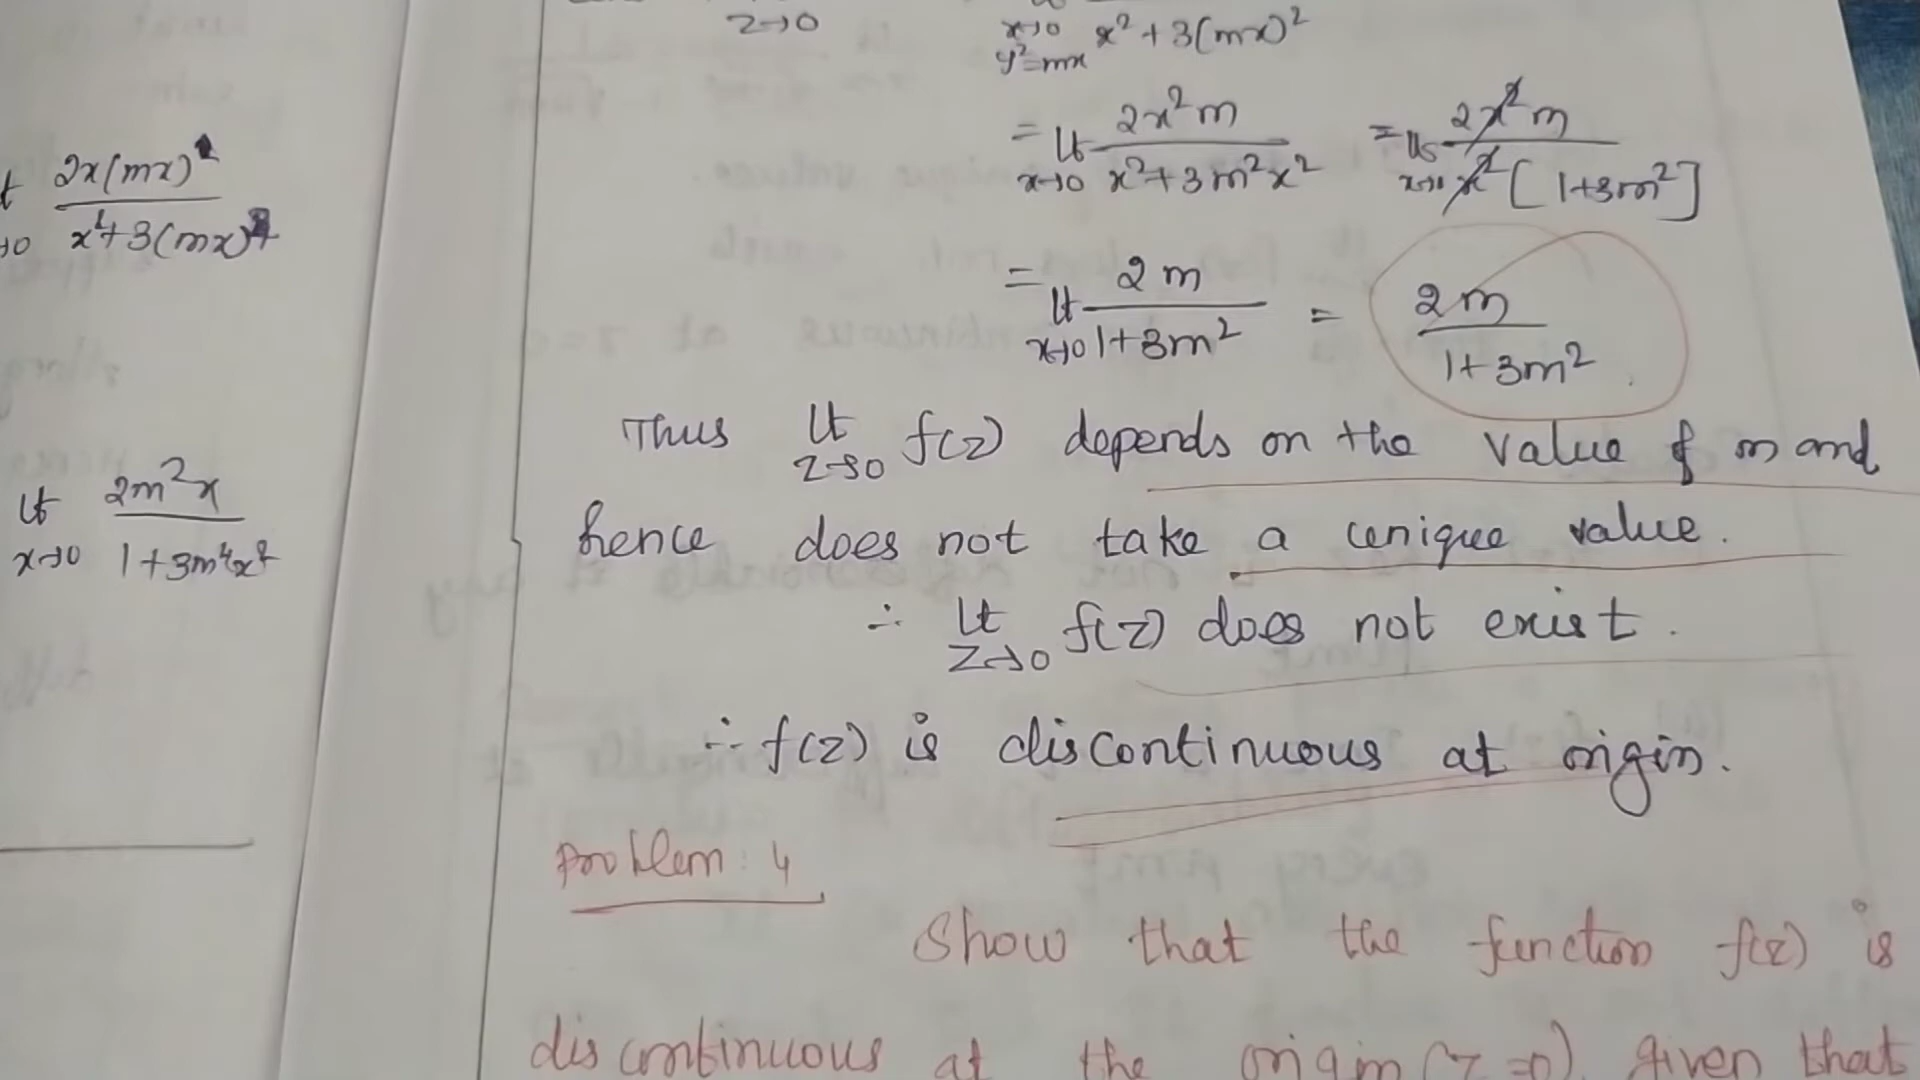 2x(mx)²
x⁴+3(mx)⁴
lt 2m²x
x→0 1+3m⁴x²
z→0 x→0 x²+3(mx)²
y²=mx
= lt 2x²m / x²+3m²x² = lt 2x²m / x²[1+3m²]
x→0 x→0
= lt 2m / 1+3m² = 2m / 1+3m²
x→0
Thus lt f(z) depends on the value of m and
z→0
hence does not take a unique value.
∴ lt f(z) does not exist.
z→0
∴ f(z) is discontinuous at origin.
Problem: 4
Show that the function f(z) is
discontinuous at the origin (z=0), given that